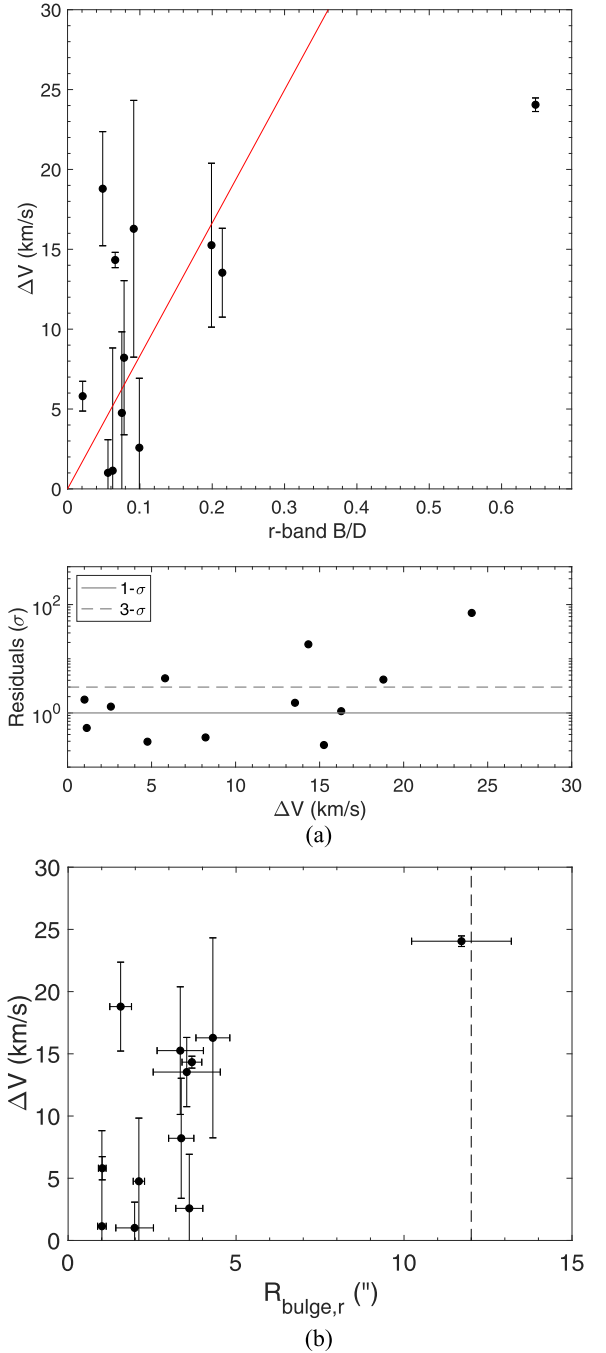 30
25
20
15
10
5
0
ΔV (km/s)
0 0.1 0.2 0.3 0.4 0.5 0.6
r-band B/D
1-σ
3-σ
10²
10⁰
Residuals (σ)
0 5 10 15 20 25 30
ΔV (km/s)
(a)
30
25
20
15
10
5
0
ΔV (km/s)
0 5 10 15
R_bulge,r (")
(b)